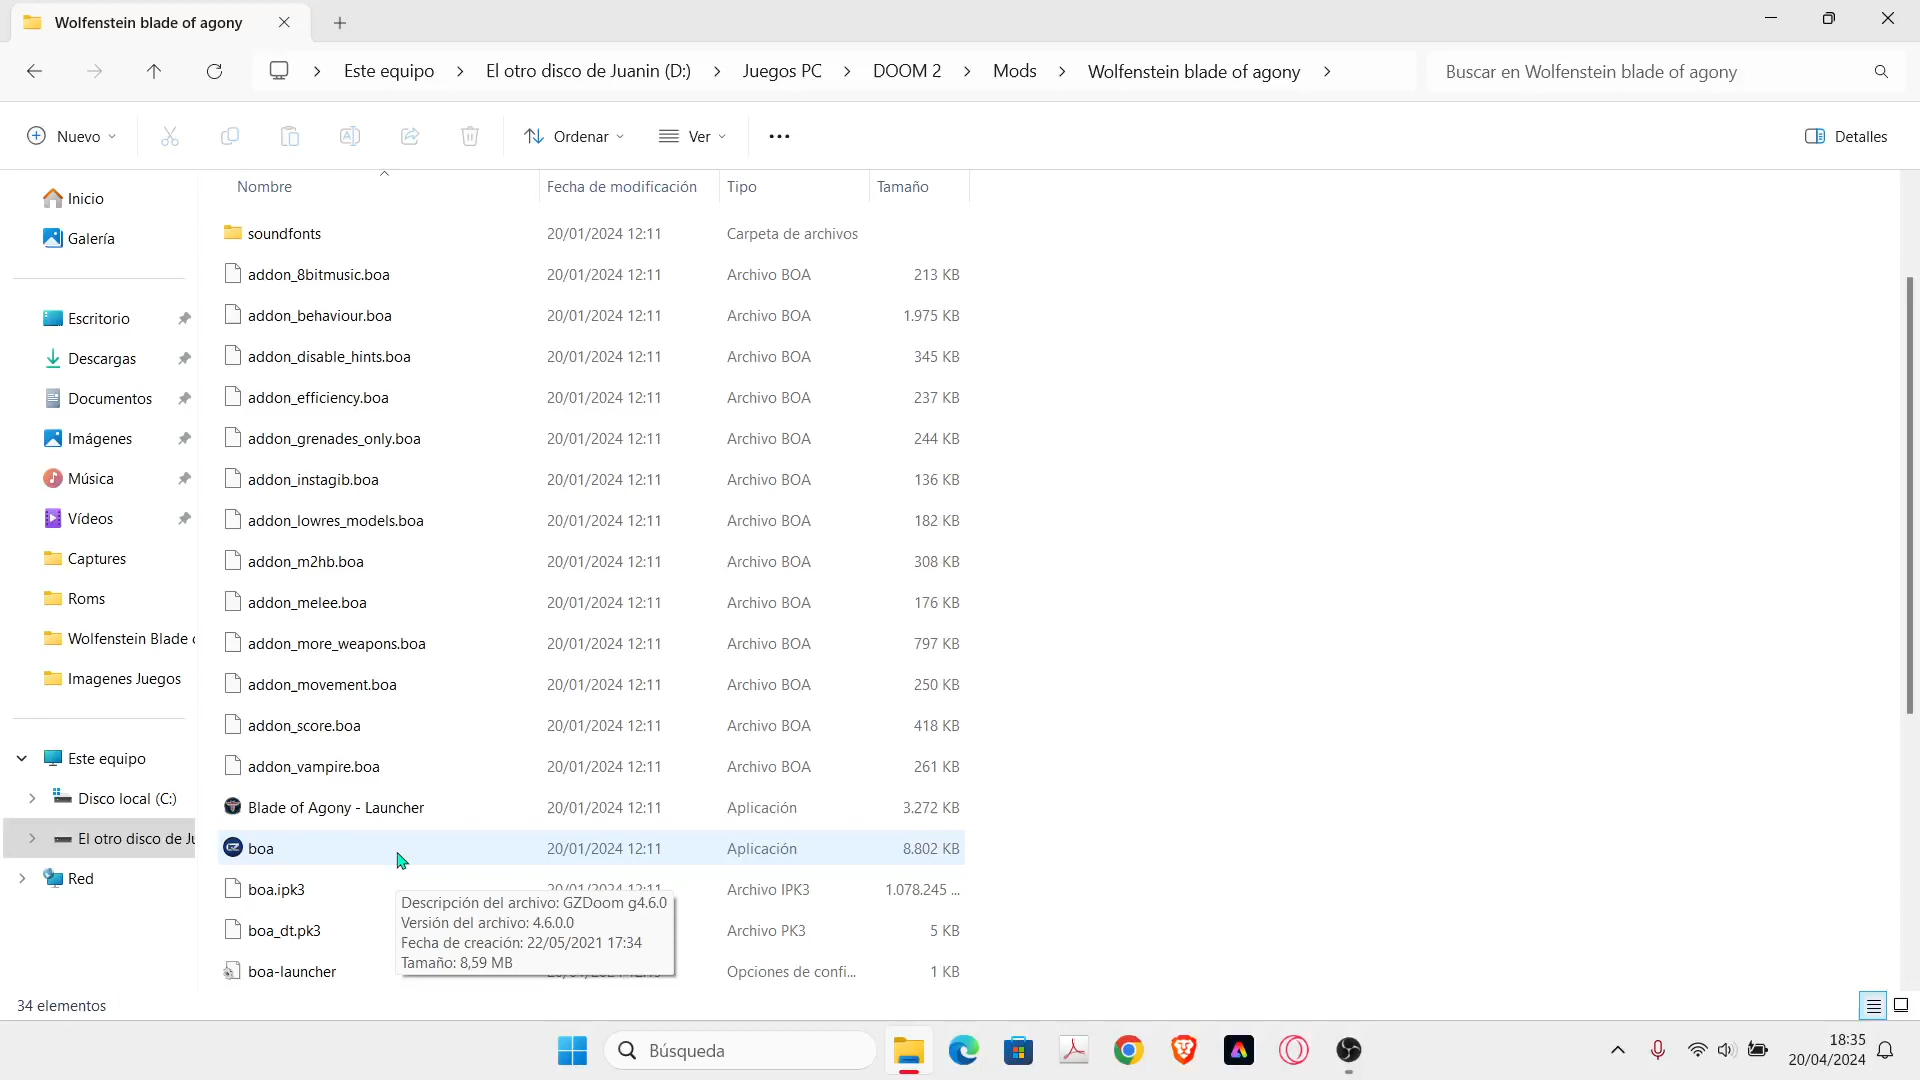 Wolfenstein blade of agony
Este equipo > El otro disco de Juanin (D:) > Juegos PC > DOOM 2 > Mods > Wolfenstein blade of agony >
Buscar en Wolfenstein blade of agony
Nuevo
Ordenar
Ver
Detalles
Inicio
Galería
Escritorio
Descargas
Documentos
Imágenes
Música
Vídeos
Captures
Roms
Wolfenstein Blade
Imagenes Juegos
Este equipo
Disco local (C:)
El otro disco de Ju
Red
Nombre Fecha de modificación Tipo Tamaño
soundfonts 20/01/2024 12:11 Carpeta de archivos
addon_8bitmusic.boa 20/01/2024 12:11 Archivo BOA 213 KB
addon_behaviour.boa 20/01/2024 12:11 Archivo BOA 1.975 KB
addon_disable_hints.boa 20/01/2024 12:11 Archivo BOA 345 KB
addon_efficiency.boa 20/01/2024 12:11 Archivo BOA 237 KB
addon_grenades_only.boa 20/01/2024 12:11 Archivo BOA 244 KB
addon_instagib.boa 20/01/2024 12:11 Archivo BOA 136 KB
addon_lowres_models.boa 20/01/2024 12:11 Archivo BOA 182 KB
addon_m2hb.boa 20/01/2024 12:11 Archivo BOA 308 KB
addon_melee.boa 20/01/2024 12:11 Archivo BOA 176 KB
addon_more_weapons.boa 20/01/2024 12:11 Archivo BOA 797 KB
addon_movement.boa 20/01/2024 12:11 Archivo BOA 250 KB
addon_score.boa 20/01/2024 12:11 Archivo BOA 418 KB
addon_vampire.boa 20/01/2024 12:11 Archivo BOA 261 KB
Blade of Agony - Launcher 20/01/2024 12:11 Aplicación 3.272 KB
boa 20/01/2024 12:11 Aplicación 8.802 KB
boa.ipk3 Archivo IPK3 1.078.245 ...
boa_dt.pk3 Archivo PK3 5 KB
boa-launcher Opciones de confi... 1 KB
Descripción del archivo: GZDoom g4.6.0
Versión del archivo: 4.6.0.0
Fecha de creación: 22/05/2021 17:34
Tamaño: 8,59 MB
34 elementos
Búsqueda
18:35
20/04/2024